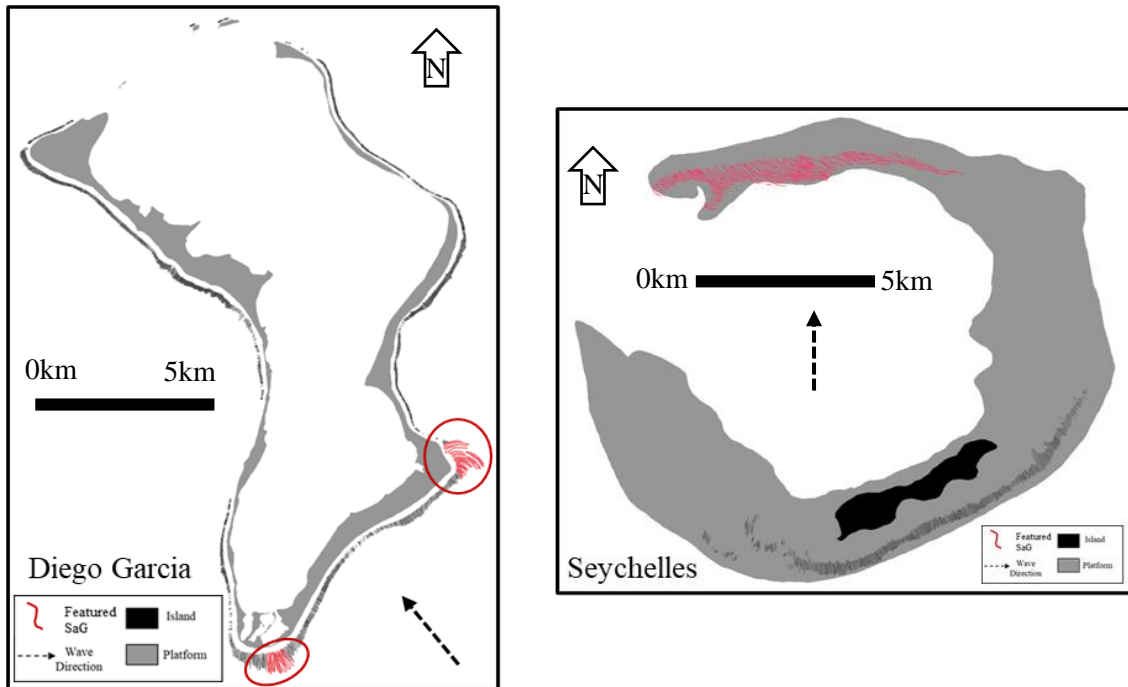 N
0km 5km
Diego Garcia
Featured
SaG
Island
Wave
Direction
Platform
N
0km 5km
Seychelles
Featured
SaG
Island
Wave
Direction
Platform